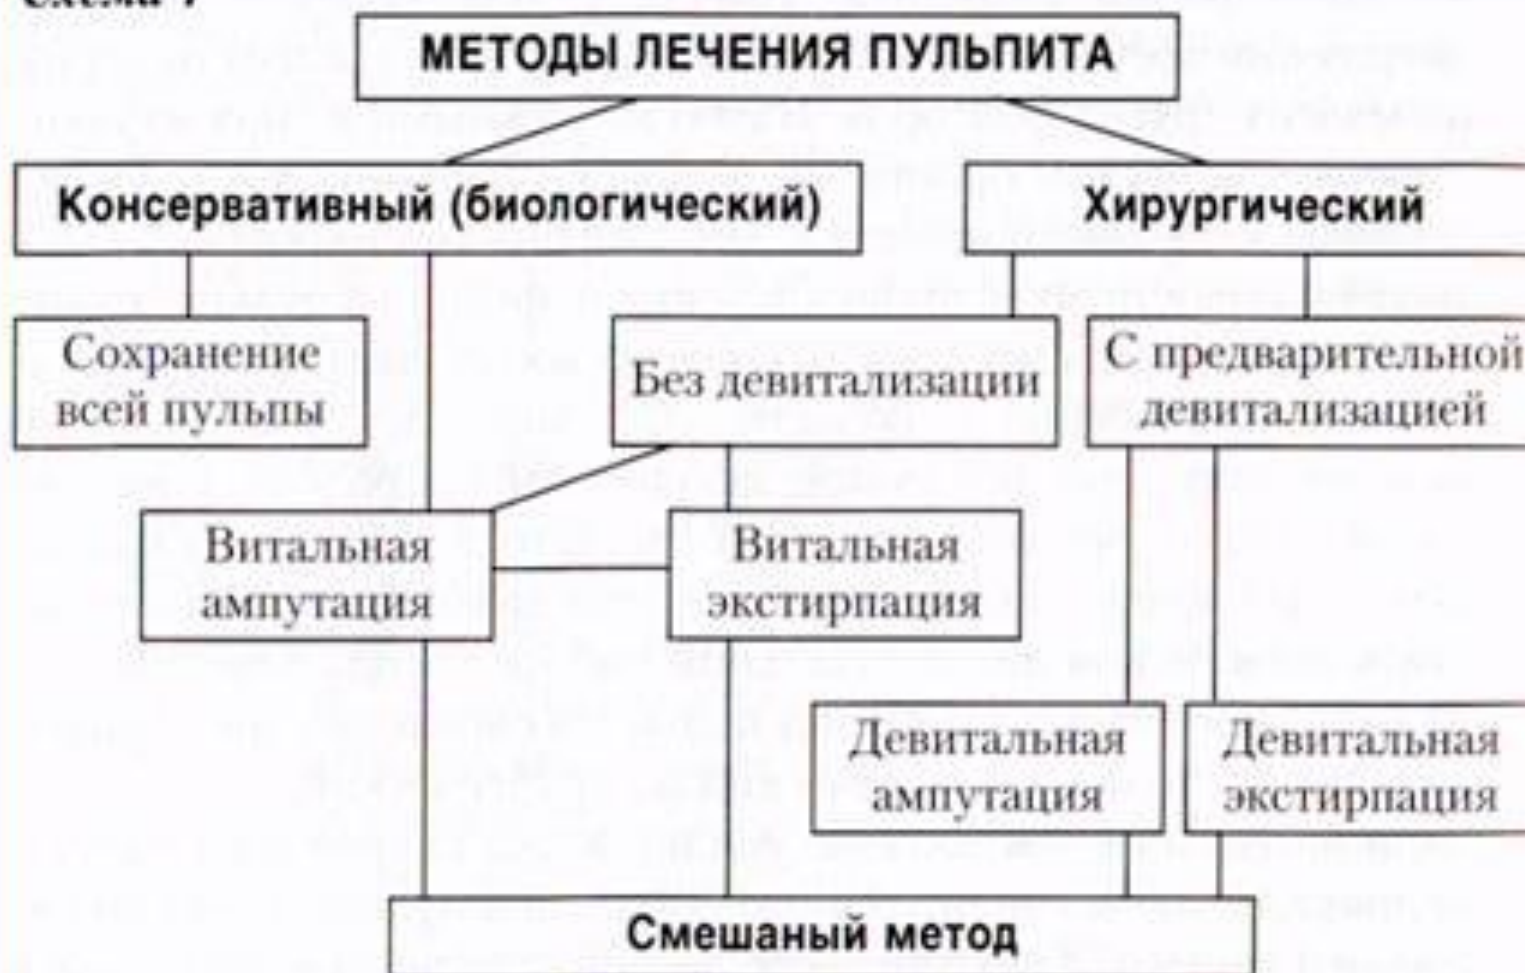 МЕТОДЫ ЛЕЧЕНИЯ ПУЛЬПИТА
Консервативный (биологический)
Хирургический
Сохранение
всей пульпы
Без девитализации
С предварительной
девитализацией
Витальная
ампутация
Витальная
экстирпация
Девитальная
ампутация
Девитальная
экстирпация
Смешаный метод